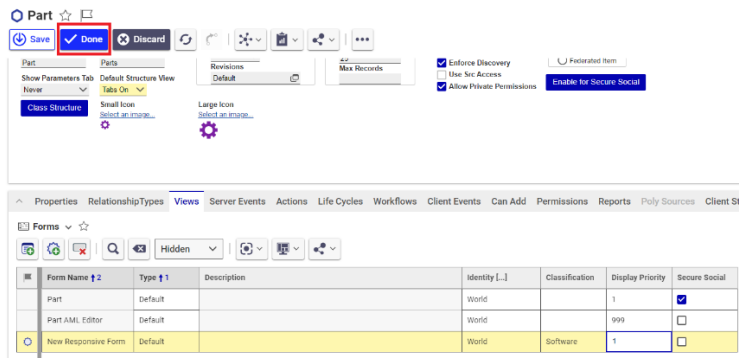 Part
Save Done Discard
Part Parts
Revisions
Max Records
Enforce Discovery
Federated Item
Show Parameters Tab Default Structure View
Default
Use Src Access
Never Tabs On
Allow Private Permissions
Enable for Secure Social
Class Structure
Small Icon
Large Icon
Select an image...
Select an image...
Properties RelationshipTypes Views Server Events Actions Life Cycles Workflows Client Events Can Add Permissions Reports Poly Sources Client St
Forms
Hidden
Form Name 2 Type 1 Description Identity [...] Classification Display Priority Secure Social
Part Default World 1
Part AML Editor Default World 999
New Responsive Form Default World Software 1